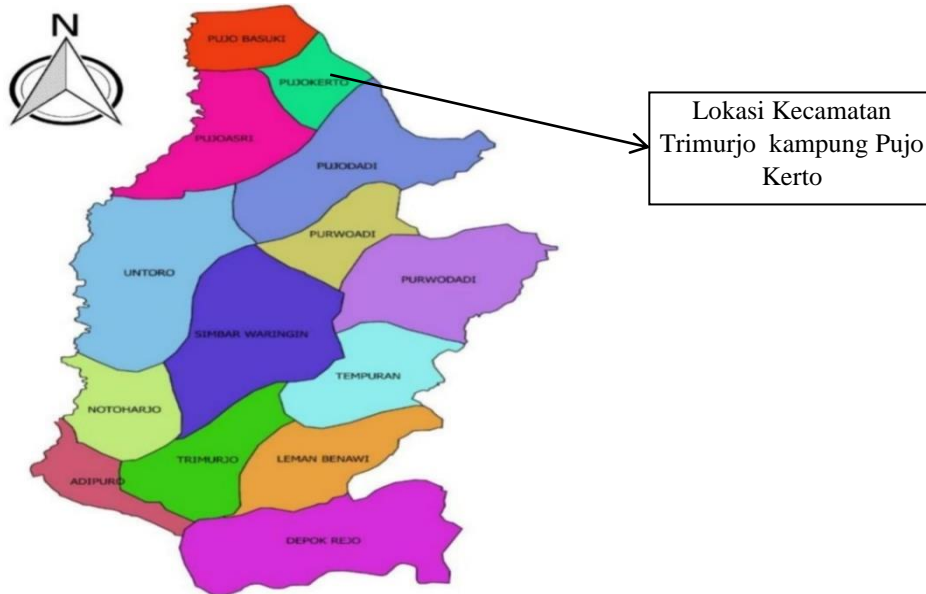 N
PUJO BASUKI
PUJOKERTO
Lokasi Kecamatan
Trimurjo kampung Pujo
Kerto
PUJOASRI
PUJODADI
PURWOADI
UNTORO
PURWODADI
SIMBAR WARINGIN
TEMPURAN
NOTOHARJO
TRIMURJO
LEMAN BENAWI
ADIPURO
DEPOK REJO